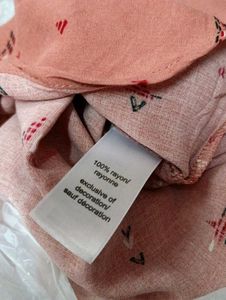 100% rayon/
rayonne
exclusive of
decoration/
sauf décoration